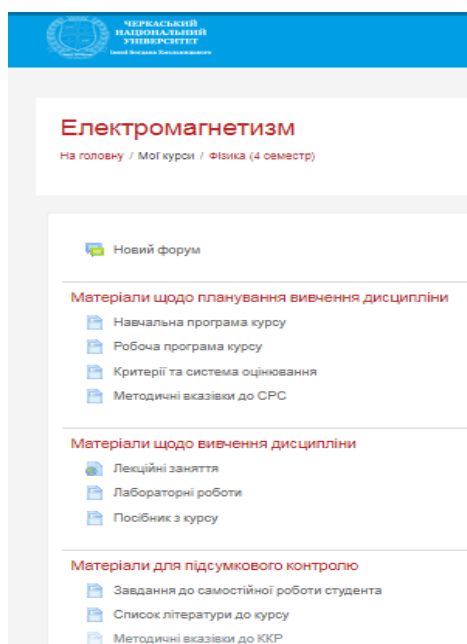 ЧЕРКАСЬКИЙ
НАЦІОНАЛЬНИЙ
УНІВЕРСИТЕТ
імені Богдана Хмельницького
Електромагнетизм
На головну / Мої курси / Фізика (4 семестр)
Новий форум
Матеріали щодо планування вивчення дисципліни
Навчальна програма курсу
Робоча програма курсу
Критерії та система оцінювання
Методичні вказівки до СРС
Матеріали щодо вивчення дисципліни
Лекційні заняття
Лабораторні роботи
Посібник з курсу
Матеріали для підсумкового контролю
Завдання до самостійної роботи студента
Список літератури до курсу
Методичні вказівки до ККР